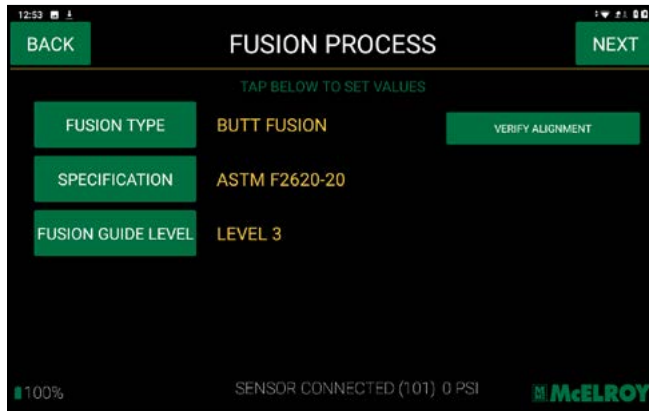 12:53
BACK FUSION PROCESS NEXT
TAP BELOW TO SET VALUES
FUSION TYPE BUTT FUSION VERIFY ALIGNMENT
SPECIFICATION ASTM F2620-20
FUSION GUIDE LEVEL LEVEL 3
100% SENSOR CONNECTED (101) 0 PSI McELROY